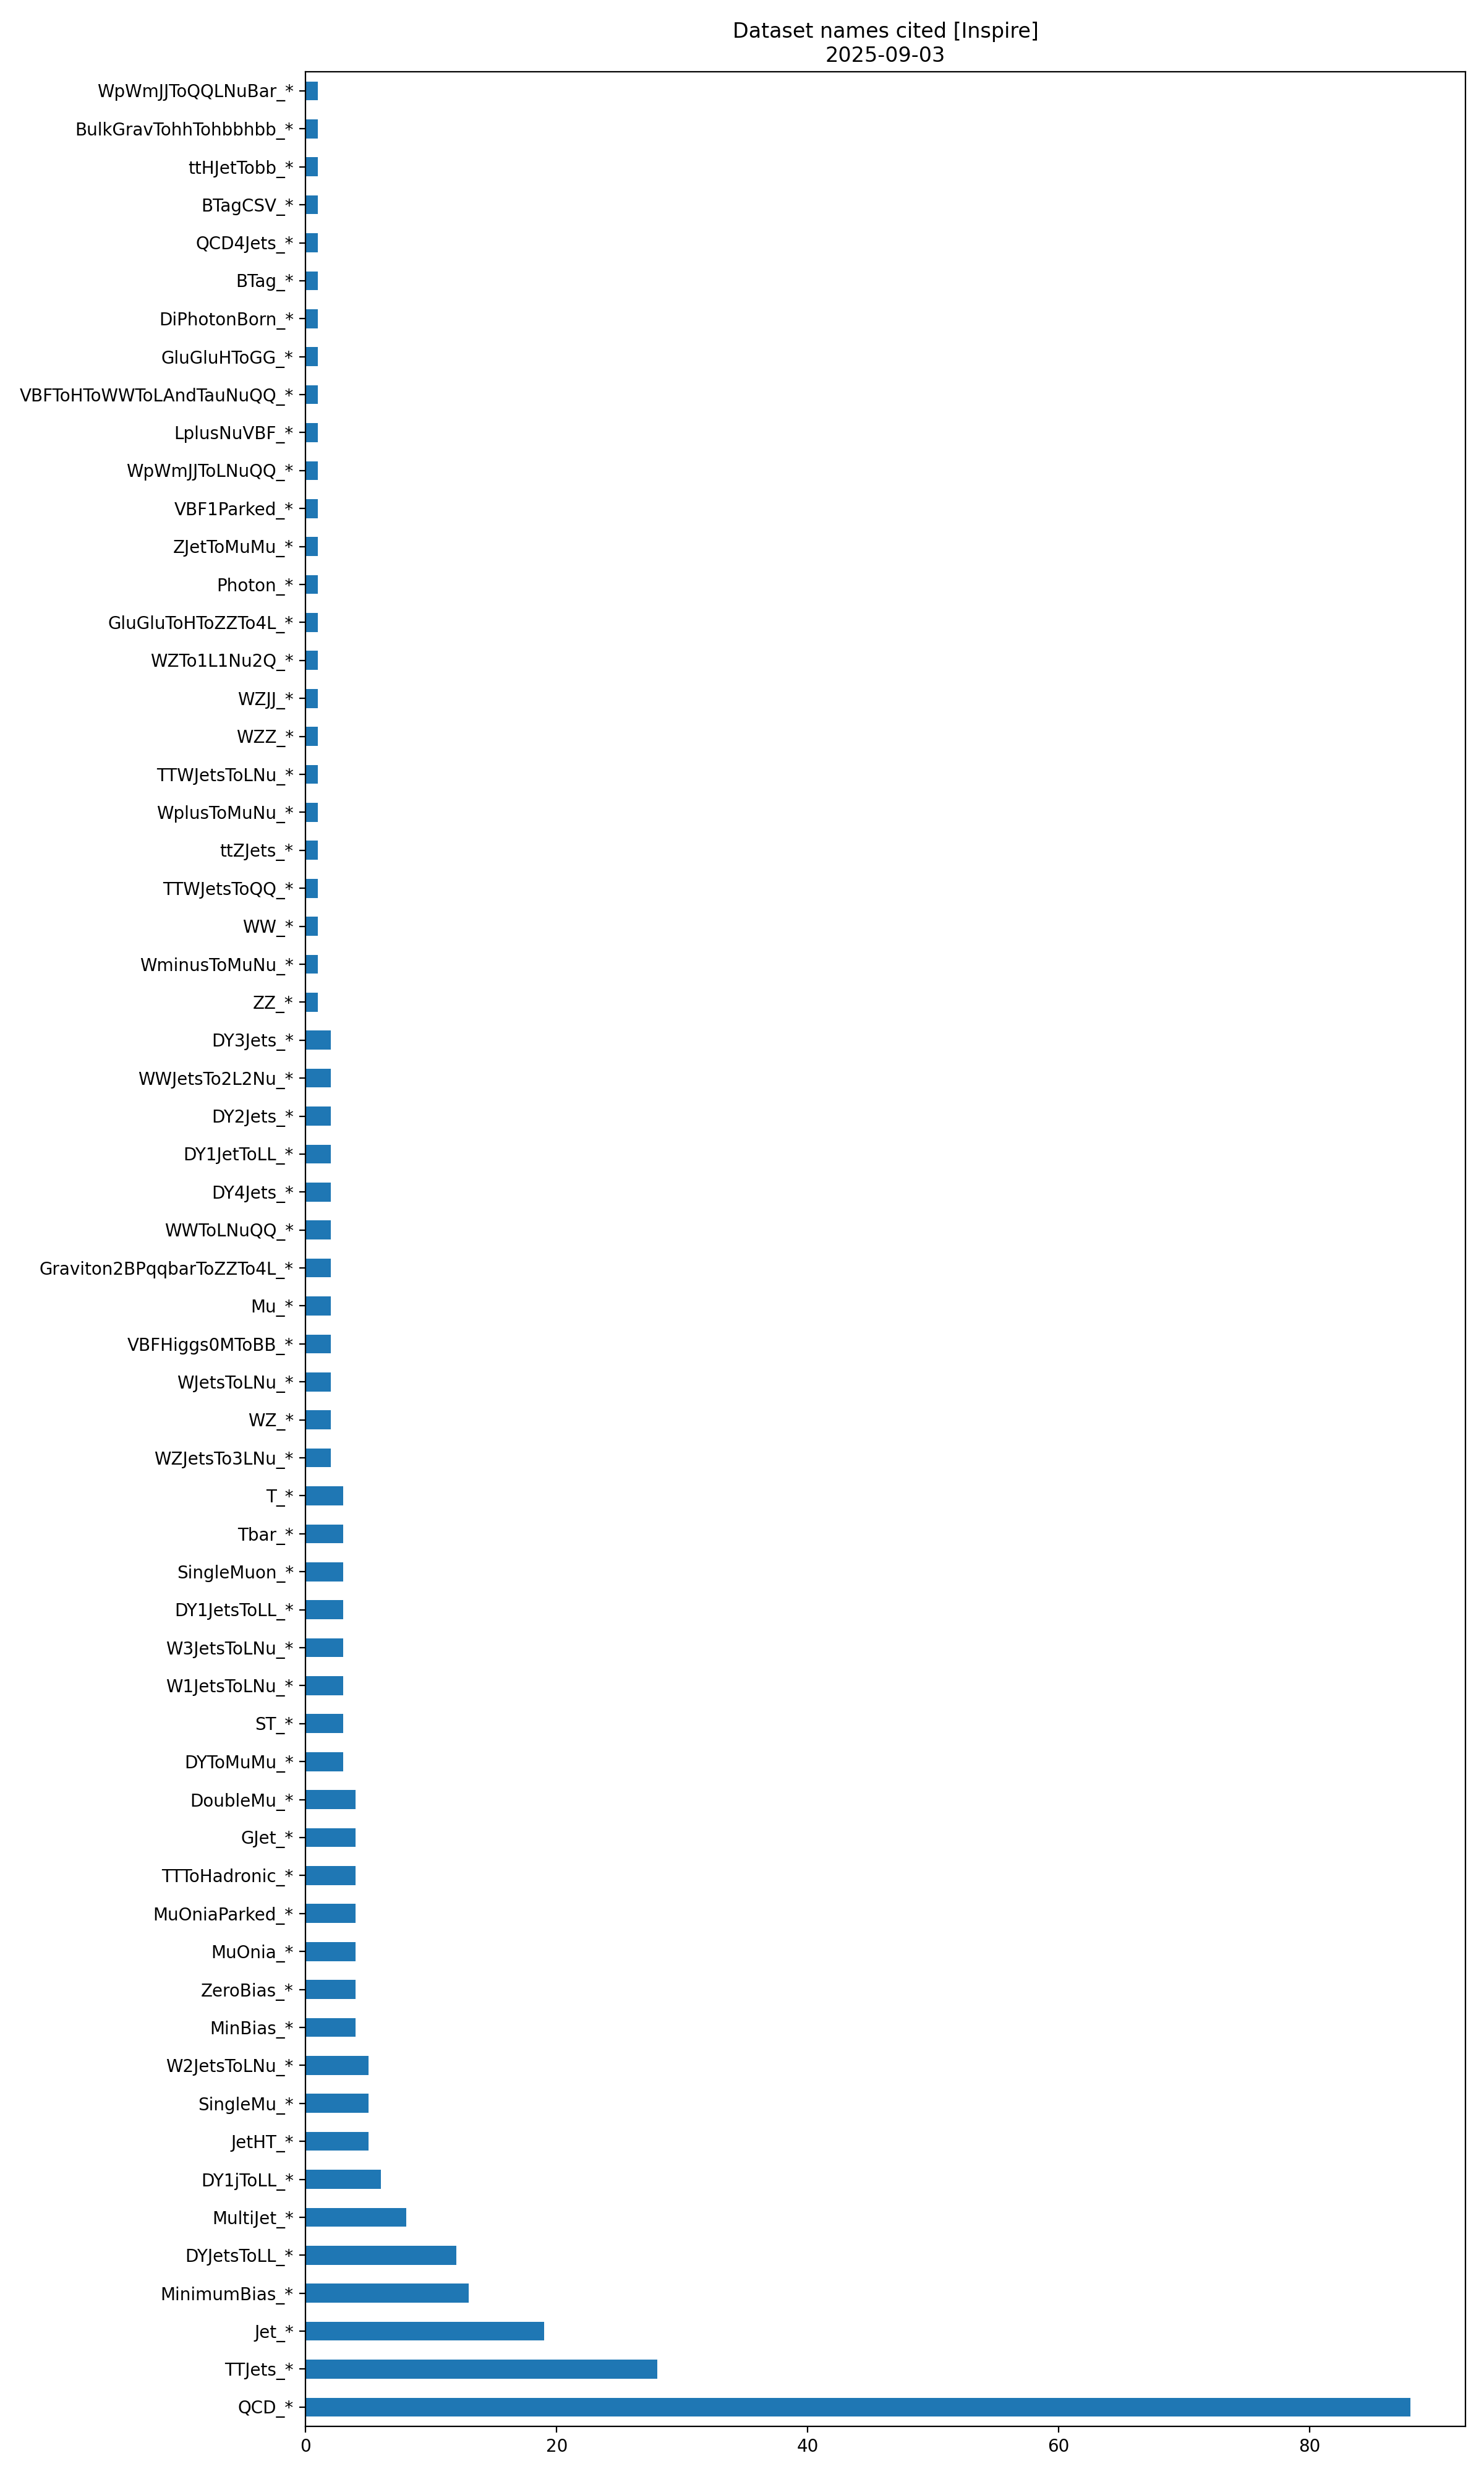 Dataset names cited [Inspire]
2025-09-03
WpWmJJToQQLNuBar_*
BulkGravTohhTohbbhbb_*
ttHJetTobb_*
BTagCSV_*
QCD4Jets_*
BTag_*
DiPhotonBorn_*
GluGluHToGG_*
VBFToHToWWToLAndTauNuQQ_*
LplusNuVBF_*
WpWmJJToLNuQQ_*
VBF1Parked_*
ZJetToMuMu_*
Photon_*
GluGluToHToZZTo4L_*
WZTo1L1Nu2Q_*
WZJJ_*
WZZ_*
TTWJetsToLNu_*
WplusToMuNu_*
ttZJets_*
TTWJetsToQQ_*
WW_*
WminusToMuNu_*
ZZ_*
DY3Jets_*
WWJetsTo2L2Nu_*
DY2Jets_*
DY1JetToLL_*
DY4Jets_*
WWToLNuQQ_*
Graviton2BPqqbarToZZTo4L_*
Mu_*
VBFHiggs0MToBB_*
WJetsToLNu_*
WZ_*
WZJetsTo3LNu_*
T_*
Tbar_*
SingleMuon_*
DY1JetsToLL_*
W3JetsToLNu_*
W1JetsToLNu_*
ST_*
DYToMuMu_*
DoubleMu_*
GJet_*
TTToHadronic_*
MuOniaParked_*
MuOnia_*
ZeroBias_*
MinBias_*
W2JetsToLNu_*
SingleMu_*
JetHT_*
DY1jToLL_*
MultiJet_*
DYJetsToLL_*
MinimumBias_*
Jet_*
TTJets_*
QCD_*
0 20 40 60 80